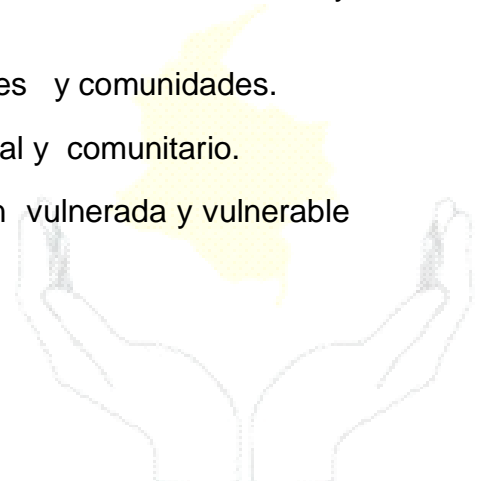 y
es y comunidades.
al y comunitario.
n vulnerada y vulnerable